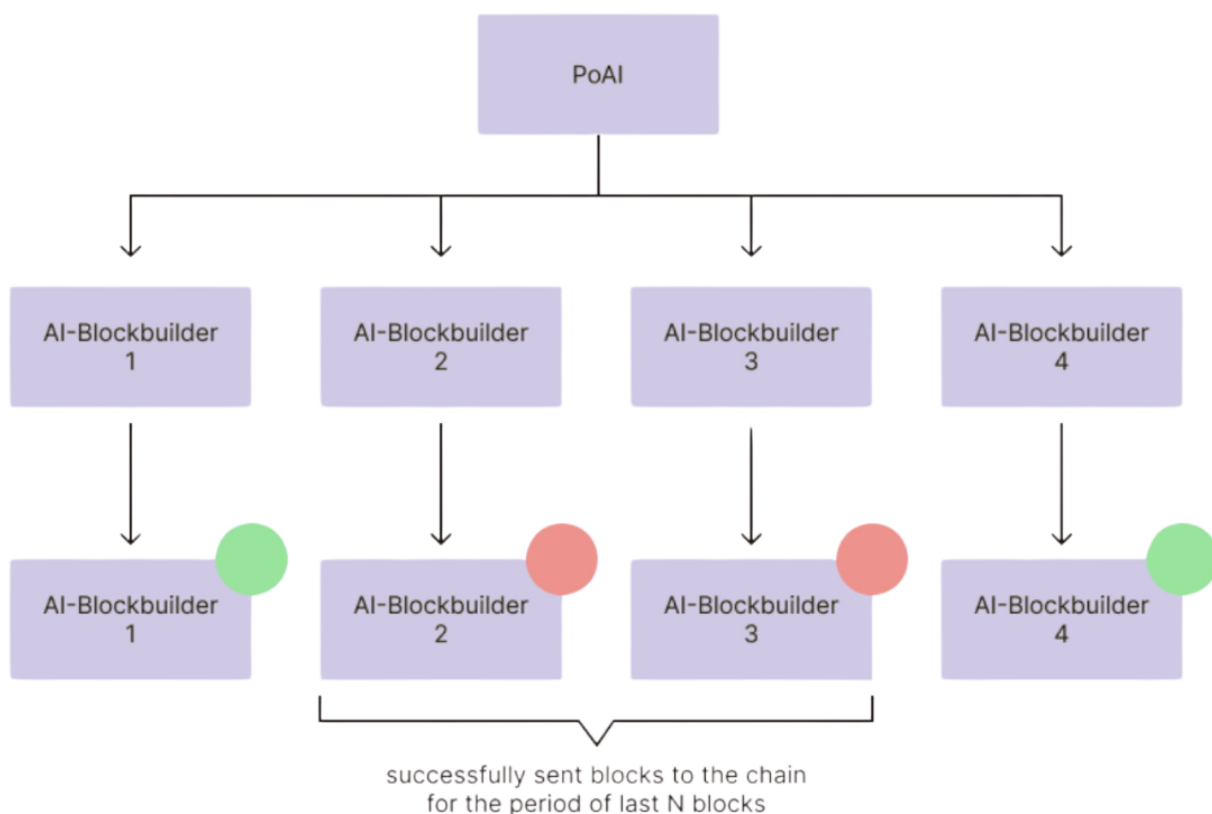 PoAI
AI-Blockbuilder
1
AI-Blockbuilder
2
AI-Blockbuilder
3
AI-Blockbuilder
4
AI-Blockbuilder
1
AI-Blockbuilder
2
AI-Blockbuilder
3
AI-Blockbuilder
4
successfully sent blocks to the chain
for the period of last N blocks